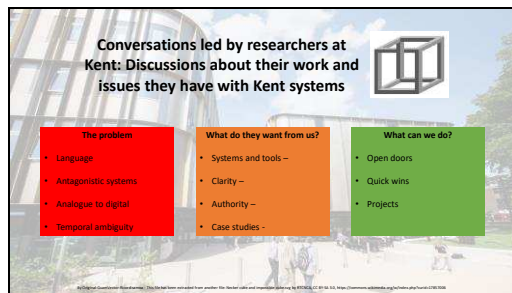 Conversations led by researchers at
Kent: Discussions about their work and
issues they have with Kent systems
The problem
• Language
• Antagonistic systems
• Analogue to digital
• Temporal ambiguity
What do they want from us?
• Systems and tools –
• Clarity –
• Authority –
• Case studies -
What can we do?
• Open doors
• Quick wins
• Projects